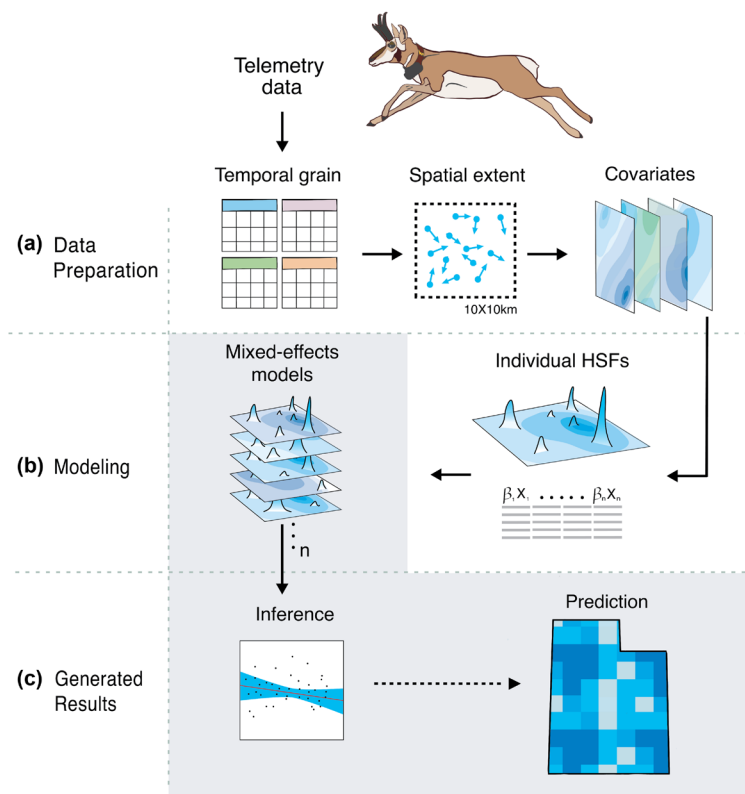 Telemetry
data
Temporal grain
Spatial extent
Covariates
(a) Data
Preparation
10X10km
Mixed-effects
models
Individual HSFs
(b) Modeling
β₁X₁ ..... βₙXₙ
n
Inference
Prediction
(c) Generated
Results